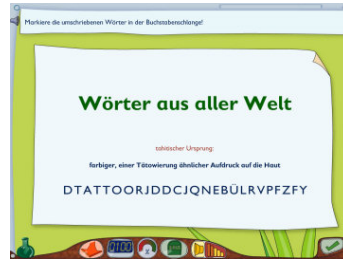 Markiere die umschriebenen Wörter in der Buchstabenschlange!
Wörter aus aller Welt
tahitischer Ursprung:
farbiger, einer Tätowierung ähnlicher Aufdruck auf die Haut
DTATTOORJDDCJQNEBÜLRVPFZFY